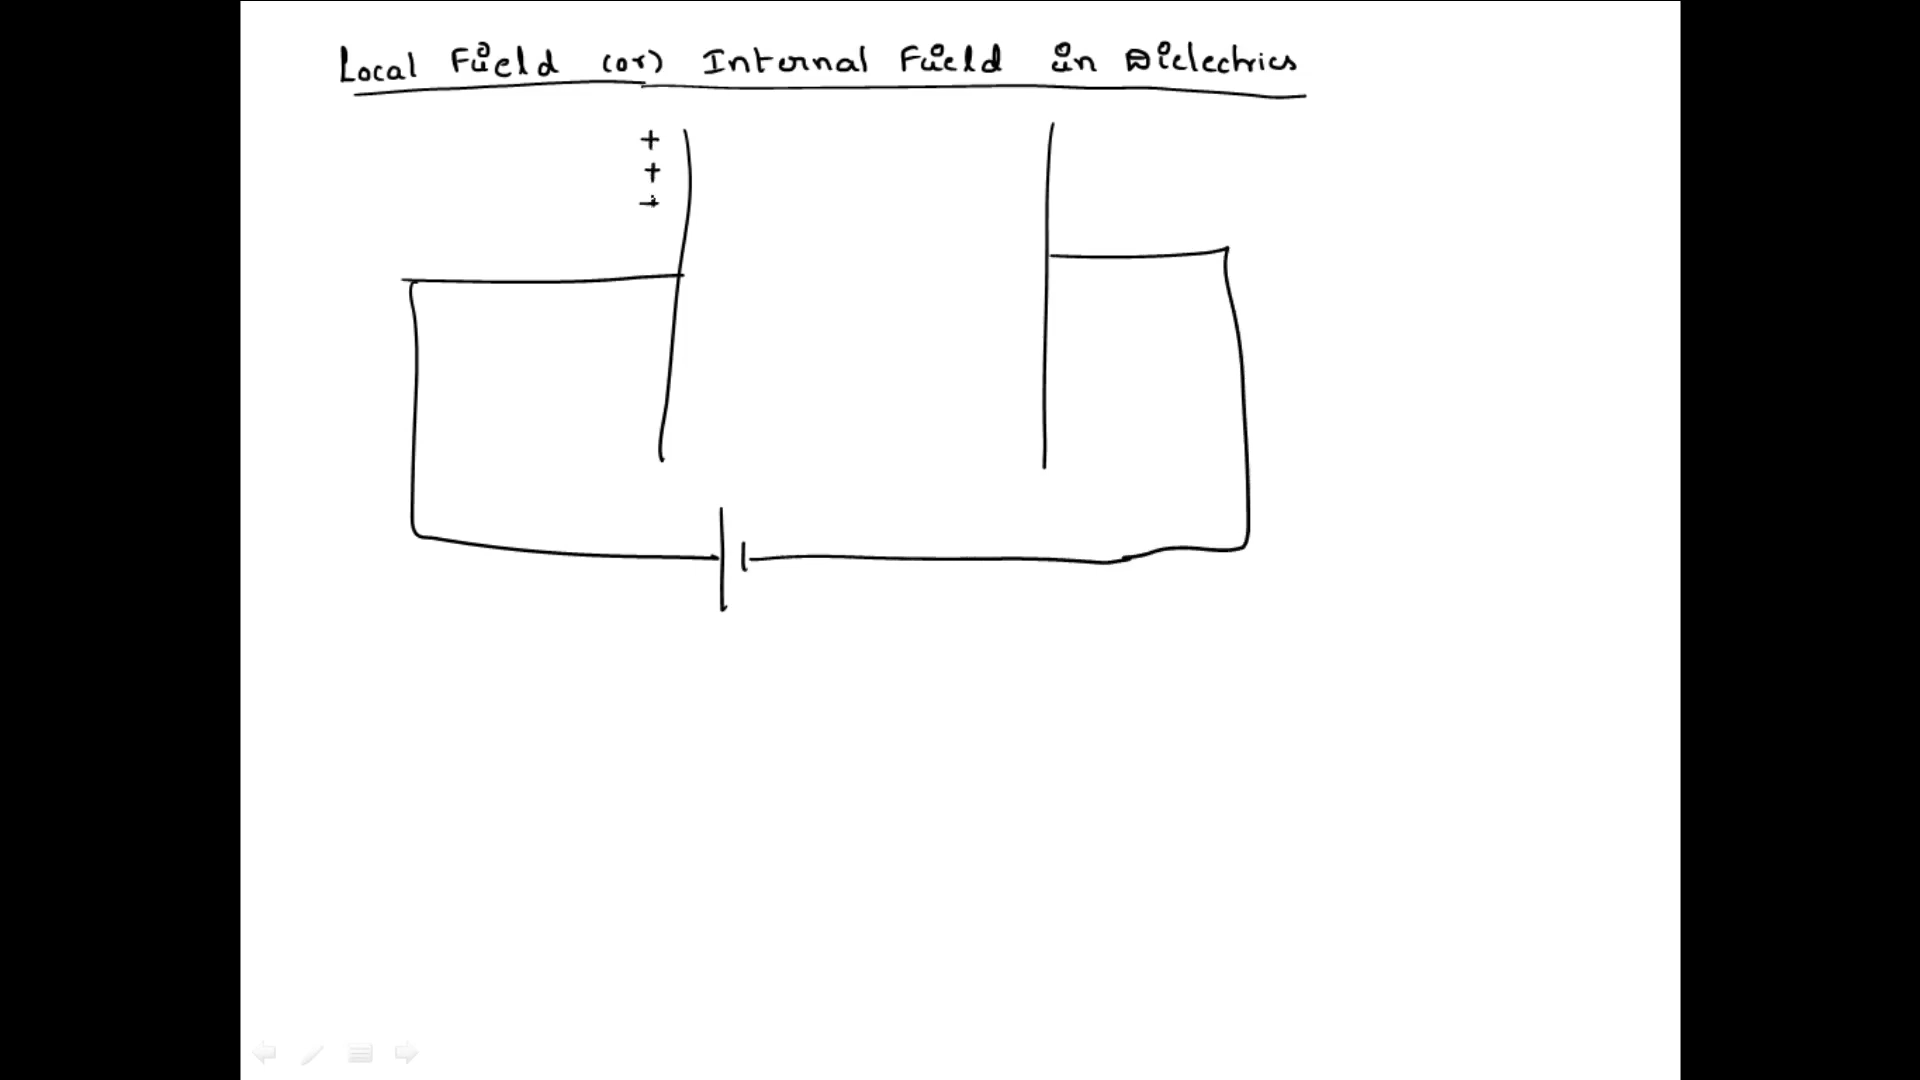 Local Field (or) Internal Field in Dielectrics
+
+
+